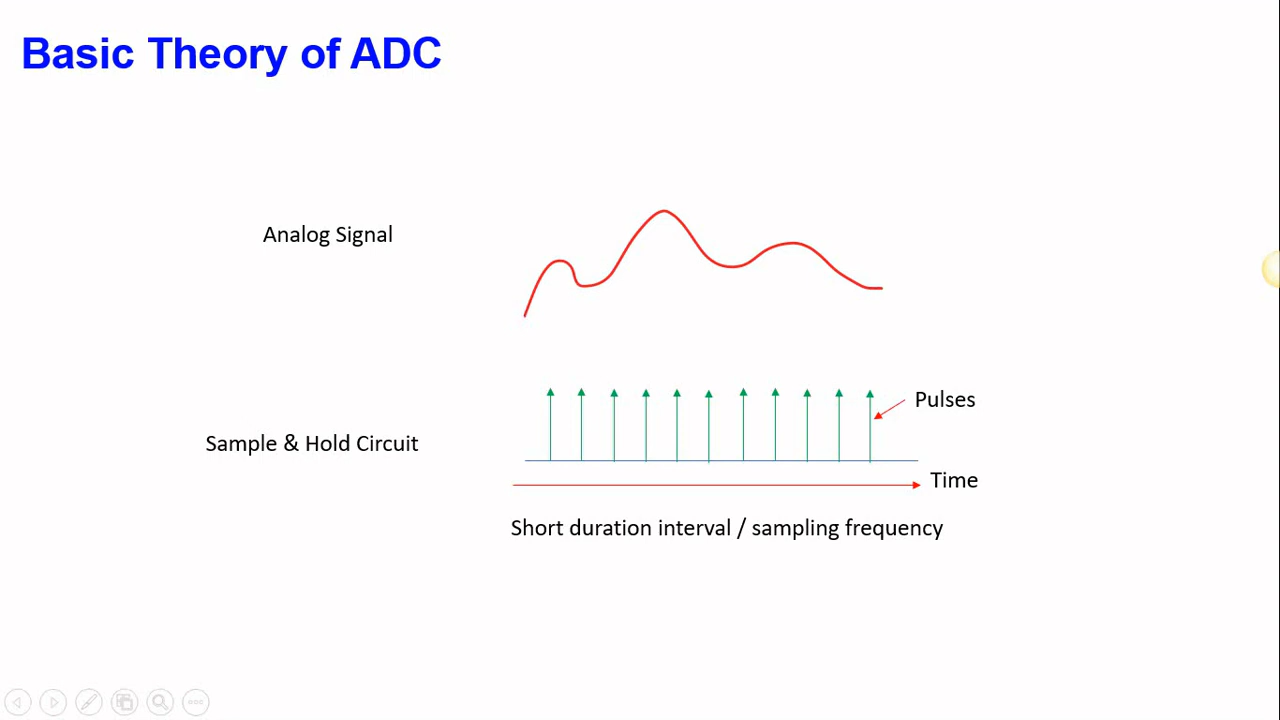 Basic Theory of ADC
Analog Signal
Pulses
Sample & Hold Circuit
Time
Short duration interval / sampling frequency